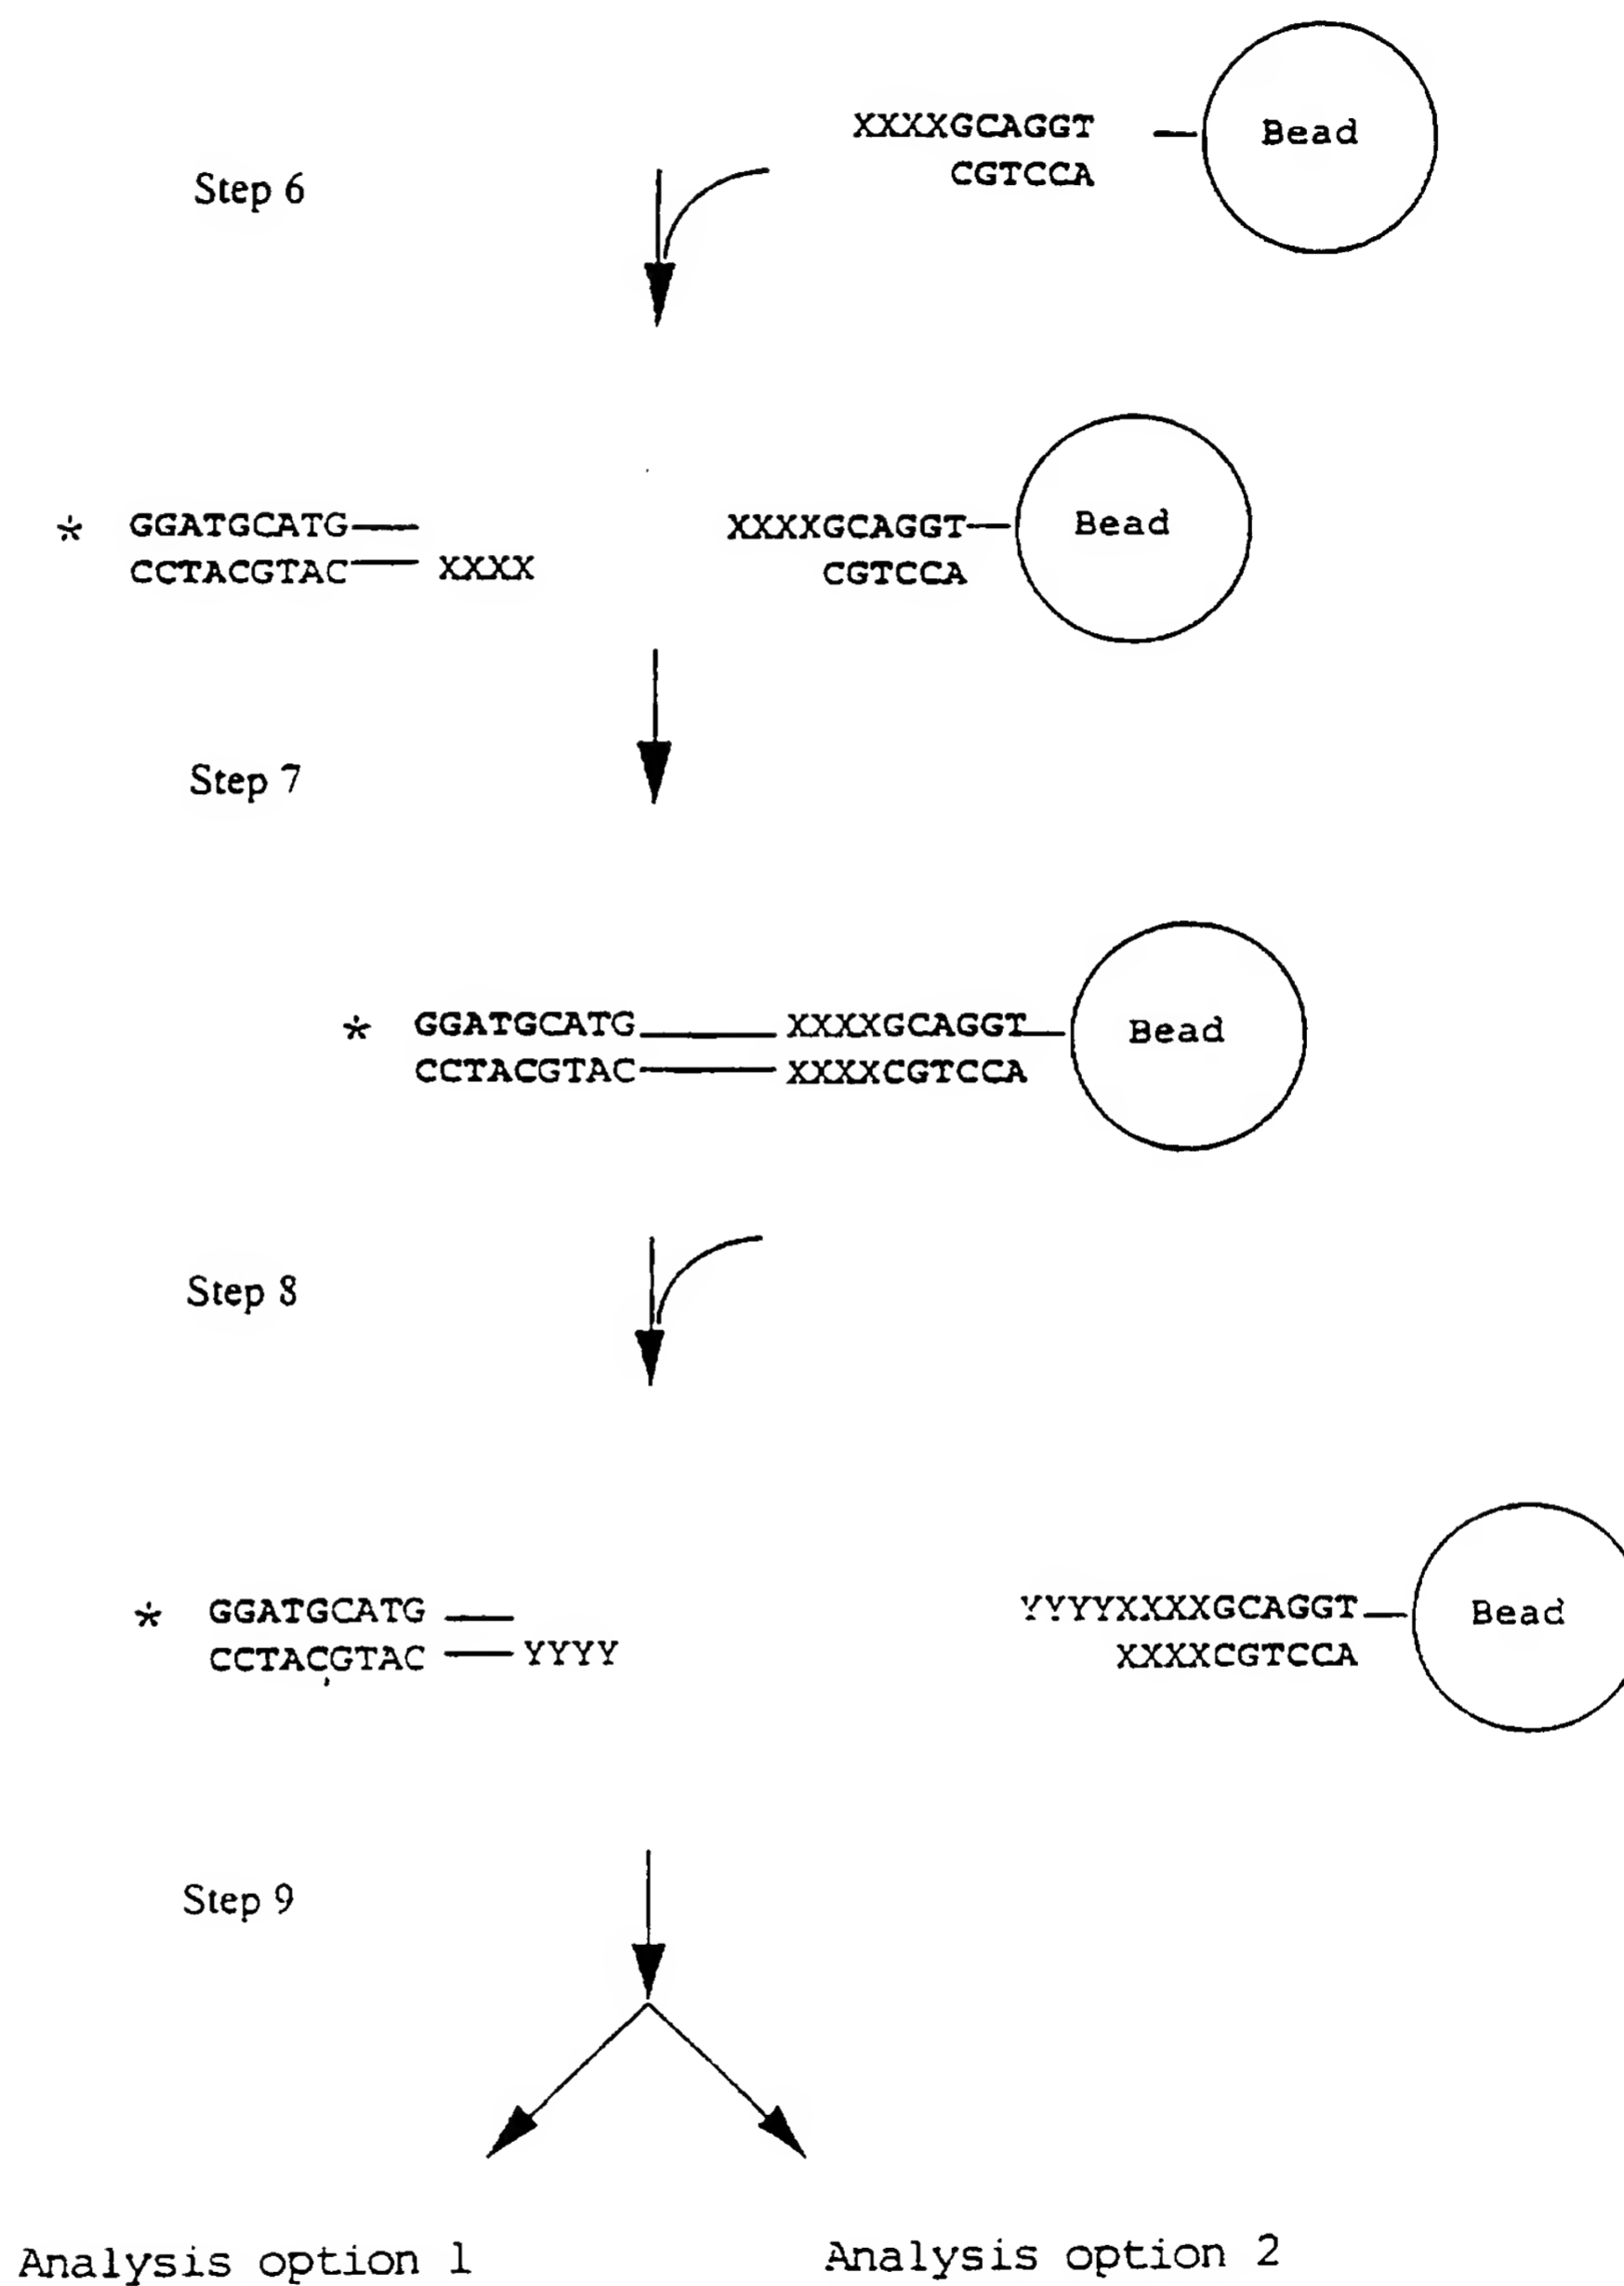 XXXXGCAGGT Bead
CGTCCA
Step 6
* GGATGCATG XXXXGCAGGT Bead
CCTACGTAC XXXX CGTCCA
Step 7
* GGATGCATG XXXXGCAGGT Bead
CCTACGTAC XXXXCGTCCA
Step 8
* GGATGCATG YYYYXXXXGCAGGT Bead
CCTACGTAC YYYY XXXXCGTCCA
Step 9
Analysis option 1 Analysis option 2